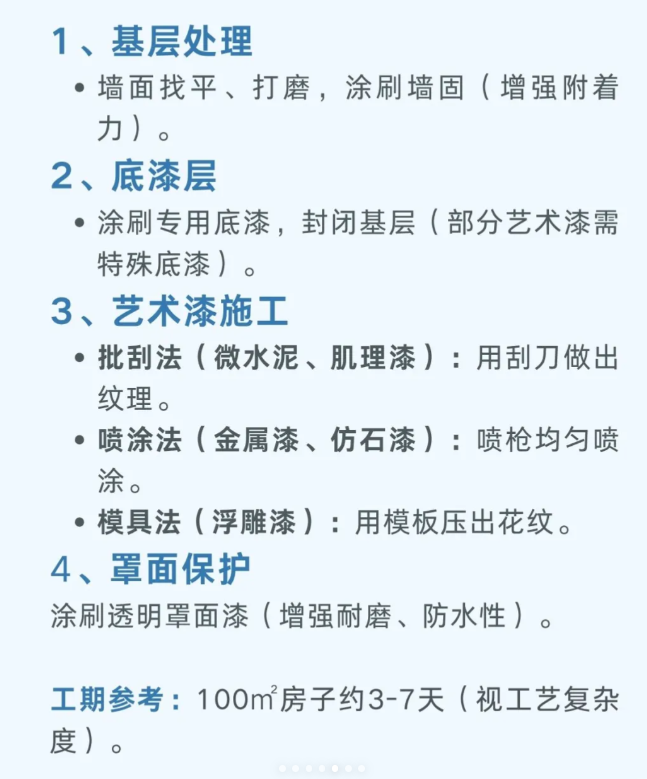 1、基层处理
• 墙面找平、打磨，涂刷墙固（增强附着
力）。
2、底漆层
• 涂刷专用底漆，封闭基层（部分艺术漆需
特殊底漆）。
3、艺术漆施工
• 批刮法（微水泥、肌理漆）：用刮刀做出
纹理。
• 喷涂法（金属漆、仿石漆）：喷枪均匀喷
涂。
• 模具法（浮雕漆）：用模板压出花纹。
4、罩面保护
涂刷透明罩面漆（增强耐磨、防水性）。
工期参考：100㎡房子约3-7天（视工艺复杂
度）。